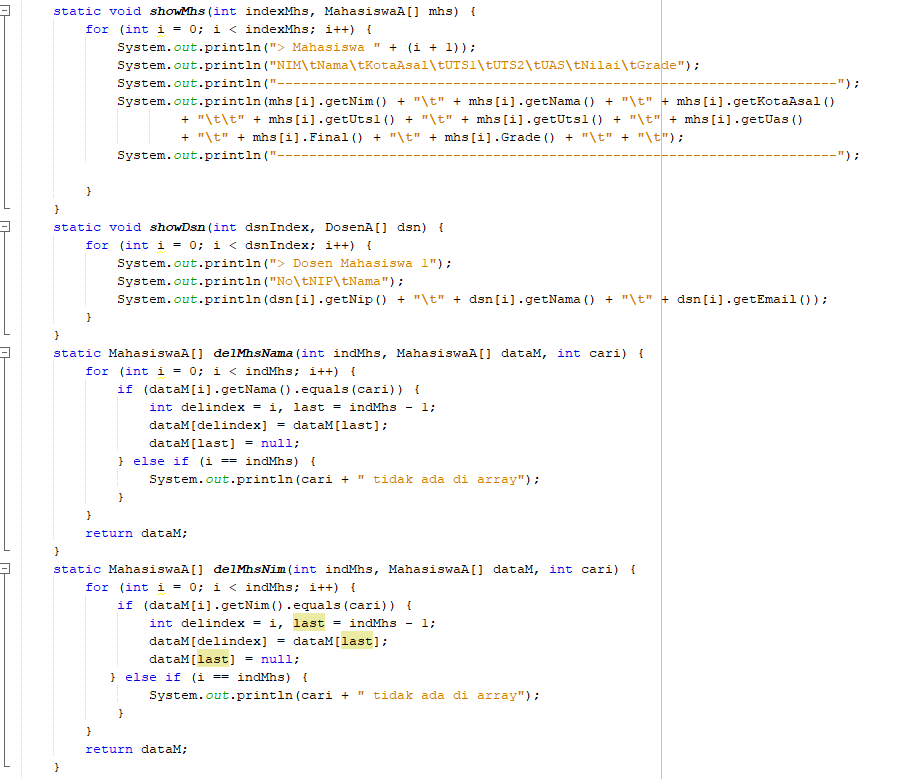 static void showMhs(int indexMhs, MahasiswaA[] mhs) {
for (int i = 0; i < indexMhs; i++) {
System.out.println("> Mahasiswa " + (i + 1));
System.out.println("NIM\tNama\tKotaAsal\tUTS1\tUTS2\tUAS\tNilai\tGrade");
System.out.println("----------------------------------------------------------------------");
System.out.println(mhs[i].getNim() + "\t" + mhs[i].getNama() + "\t" + mhs[i].getKotaAsal()
+ "\t\t" + mhs[i].getUts1() + "\t" + mhs[i].getUts1() + "\t" + mhs[i].getUas()
+ "\t" + mhs[i].Final() + "\t" + mhs[i].Grade() + "\t" + "\t");
System.out.println("----------------------------------------------------------------------");
}
}
static void showDsn(int dsnIndex, DosenA[] dsn) {
for (int i = 0; i < dsnIndex; i++) {
System.out.println("> Dosen Mahasiswa 1");
System.out.println("No\tNIP\tNama");
System.out.println(dsn[i].getNip() + "\t" + dsn[i].getNama() + "\t" + dsn[i].getEmail());
}
}
static MahasiswaA[] delMhsNama(int indMhs, MahasiswaA[] dataM, int cari) {
for (int i = 0; i < indMhs; i++) {
if (dataM[i].getNama().equals(cari)) {
int delindex = i, last = indMhs - 1;
dataM[delindex] = dataM[last];
dataM[last] = null;
} else if (i == indMhs) {
System.out.println(cari + " tidak ada di array");
}
}
return dataM;
}
static MahasiswaA[] delMhsNim(int indMhs, MahasiswaA[] dataM, int cari) {
for (int i = 0; i < indMhs; i++) {
if (dataM[i].getNim().equals(cari)) {
int delindex = i, last = indMhs - 1;
dataM[delindex] = dataM[last];
dataM[last] = null;
} else if (i == indMhs) {
System.out.println(cari + " tidak ada di array");
}
}
return dataM;
}